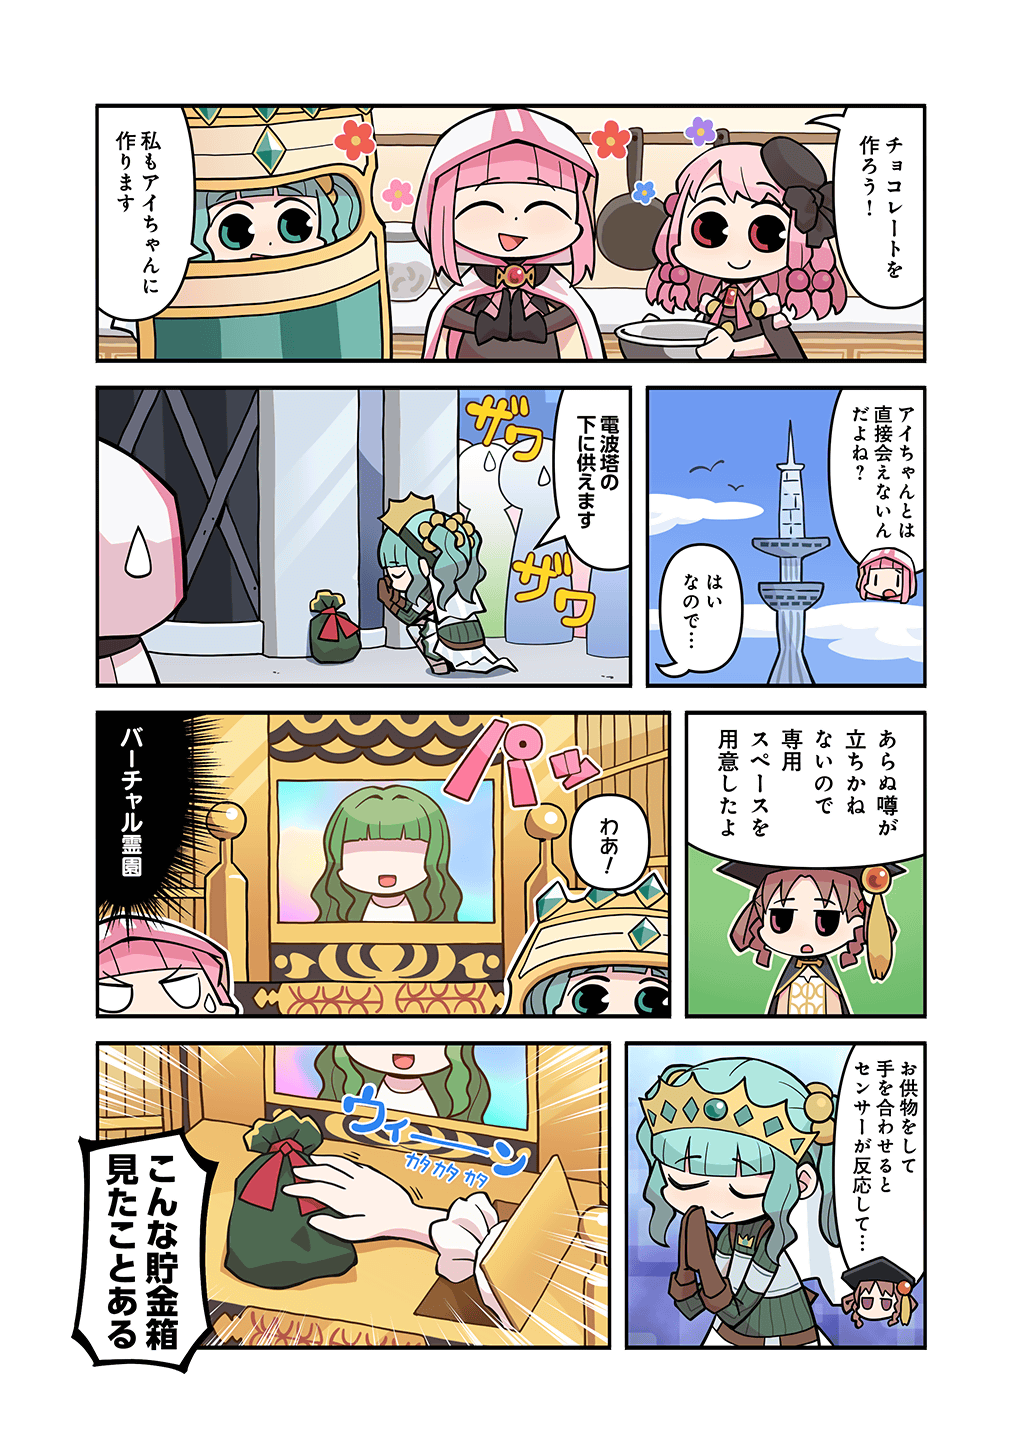 チョコレートを
作ろう！
私もアイちゃんに
作ります
アイちゃんとは
直接会えないん
だよね？
はい
なので…
電波塔の
下に供えます
ザワ
ザワ
あらぬ噂が
立ちかね
ないので
専用
スペースを
用意したよ
パッ
わあ！
バーチャル霊園
お供物をして
手を合わせると
センサーが反応して…
ウィーーン
カタカタカタ
こんな貯金箱
見たことある